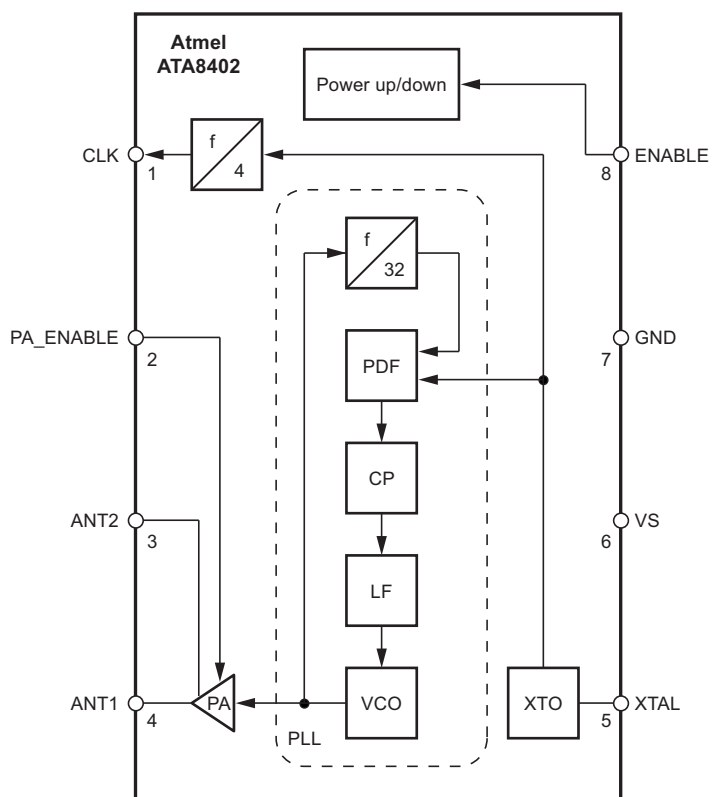 Atmel
ATA8402
Power up/down
CLK
1
f
4
ENABLE
8
f
32
PA_ENABLE
2
PDF
GND
7
CP
ANT2
3
VS
6
LF
ANT1
4
PA
VCO
XTO
XTAL
5
PLL